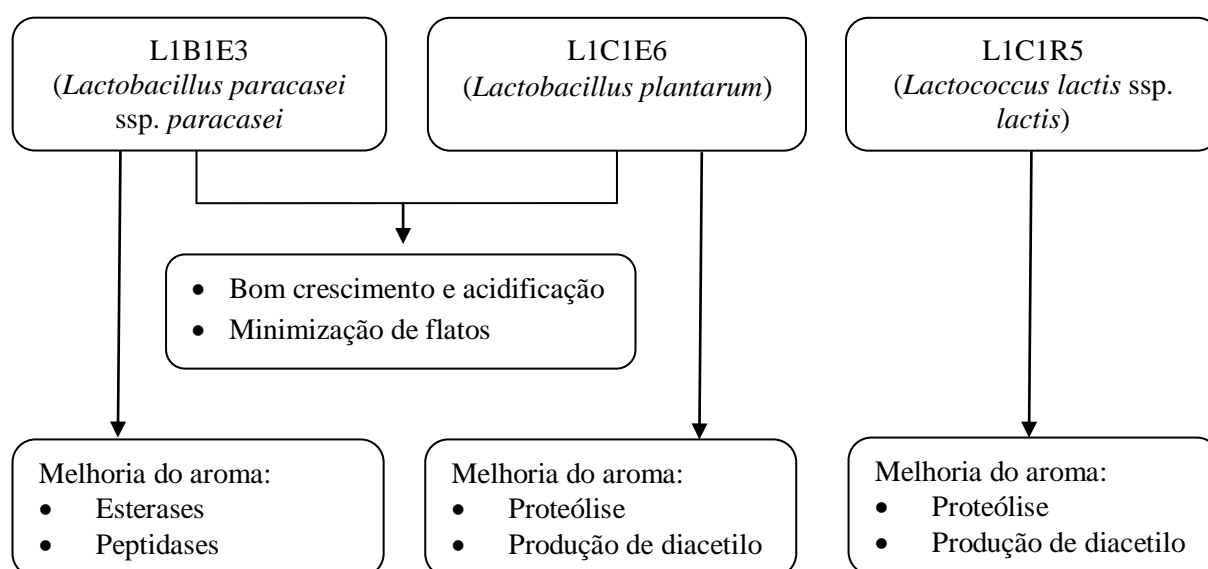 L1B1E3
(Lactobacillus paracasei
ssp. paracasei
L1C1E6
(Lactobacillus plantarum)
L1C1R5
(Lactococcus lactis ssp.
lactis)
• Bom crescimento e acidificação
• Minimização de flatos
Melhoria do aroma:
• Esterases
• Peptidases
Melhoria do aroma:
• Proteólise
• Produção de diacetilo
Melhoria do aroma:
• Proteólise
• Produção de diacetilo